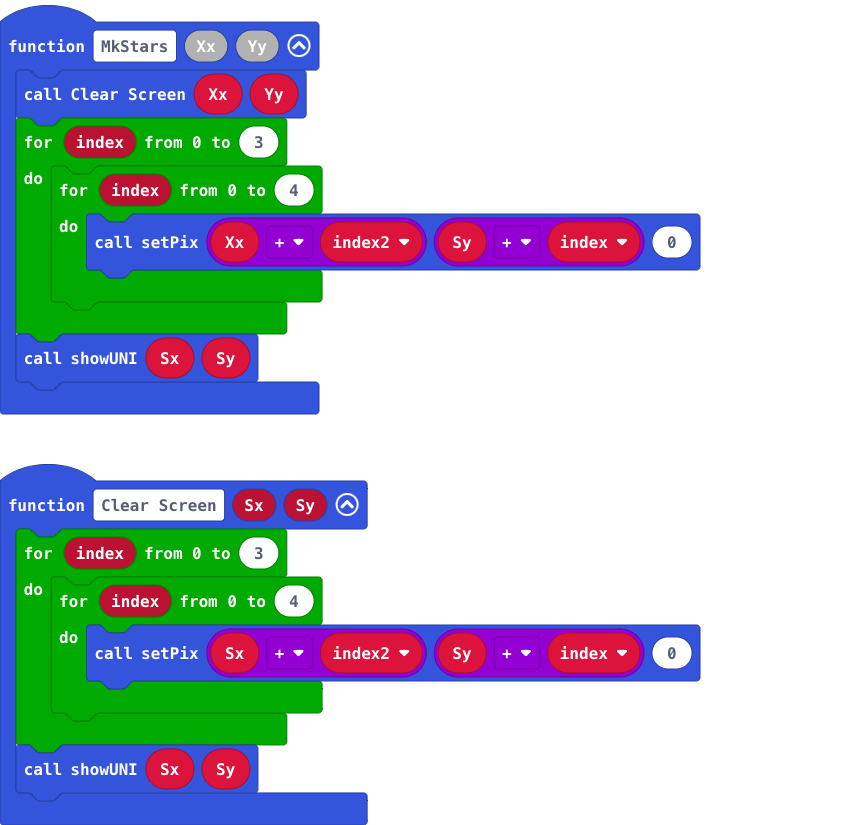 function MkStars Xx Yy
call Clear Screen Xx Yy
for index from 0 to 3
do for index from 0 to 4
do call setPix Xx + index2 Sy + index 0
call showUNI Sx Sy
function Clear Screen Sx Sy
for index from 0 to 3
do for index from 0 to 4
do call setPix Sx + index2 Sy + index 0
call showUNI Sx Sy